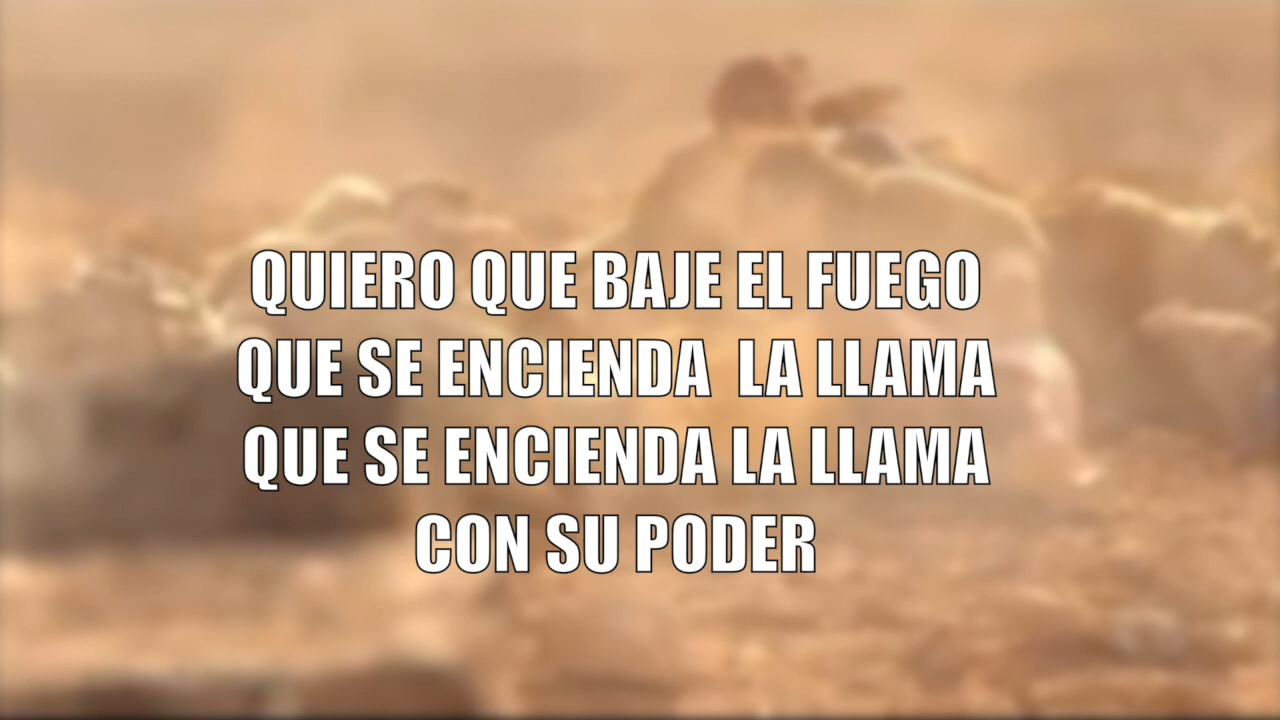 QUIERO QUE BAJE EL FUEGO
QUE SE ENCIENDA LA LLAMA
QUE SE ENCIENDA LA LLAMA
CON SU PODER